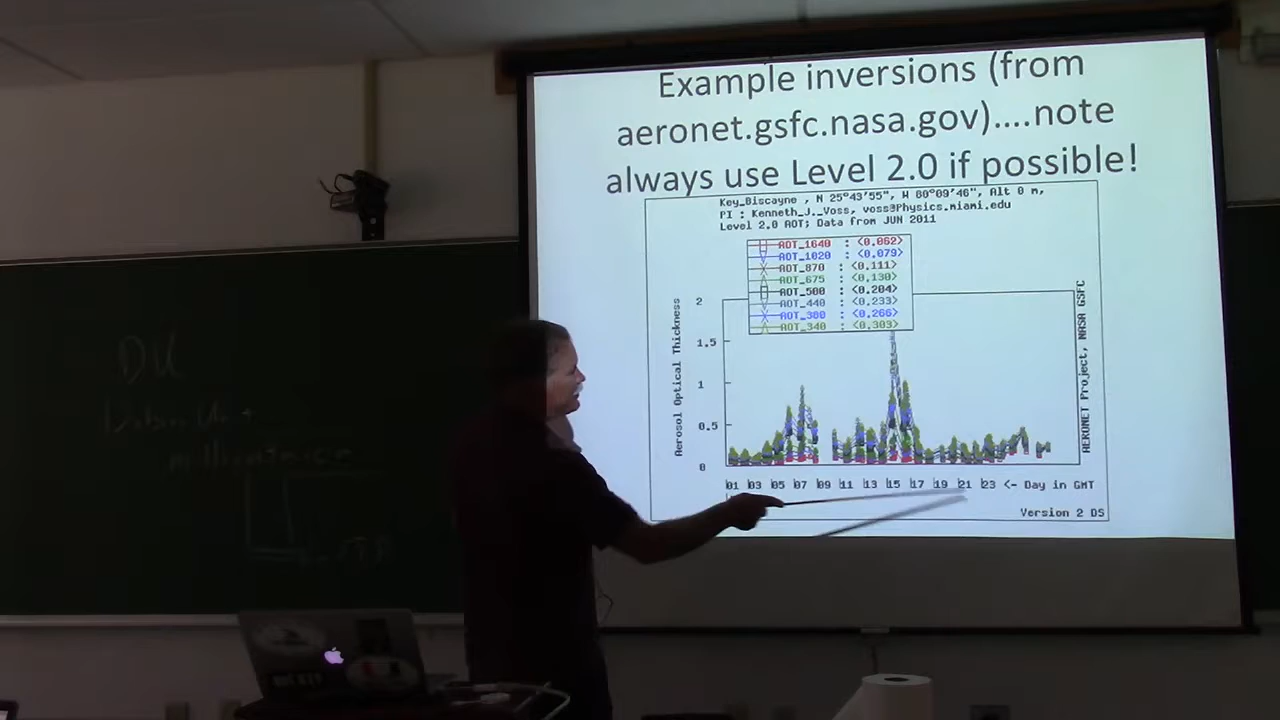 Example inversions (from
aeronet.gsfc.nasa.gov)....note
always use Level 2.0 if possible!
Key_Biscayne , N 25°43'55", W 80°09'46", Alt 0 m,
PI : Kenneth_J._Voss, voss@Physics.miami.edu
Level 2.0 AOT; Data from JUN 2011
AOT_1640 : <0.062>
AOT_1020 : <0.079>
AOT_870 : <0.111>
AOT_675 : <0.130>
AOT_500 : <0.204>
AOT_440 : <0.233>
AOT_380 : <0.266>
AOT_340 : <0.303>
Aerosol Optical Thickness
2
1.5
1
0.5
0
01 03 05 07 09 11 13 15 17 19 21 23 <- Day in GMT
AERONET Project, NASA GSFC
Version 2 DS
DU